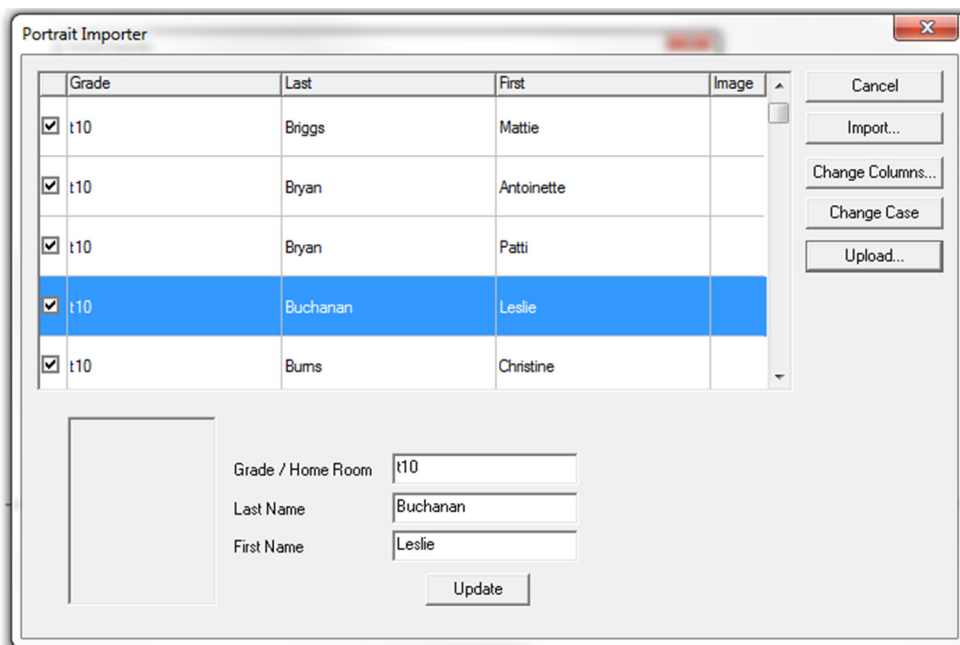 Portrait Importer
Grade Last First Image
t10 Briggs Mattie
t10 Bryan Antoinette
t10 Bryan Patti
t10 Buchanan Leslie
t10 Burns Christine
Cancel
Import...
Change Columns...
Change Case
Upload...
Grade / Home Room t10
Last Name Buchanan
First Name Leslie
Update